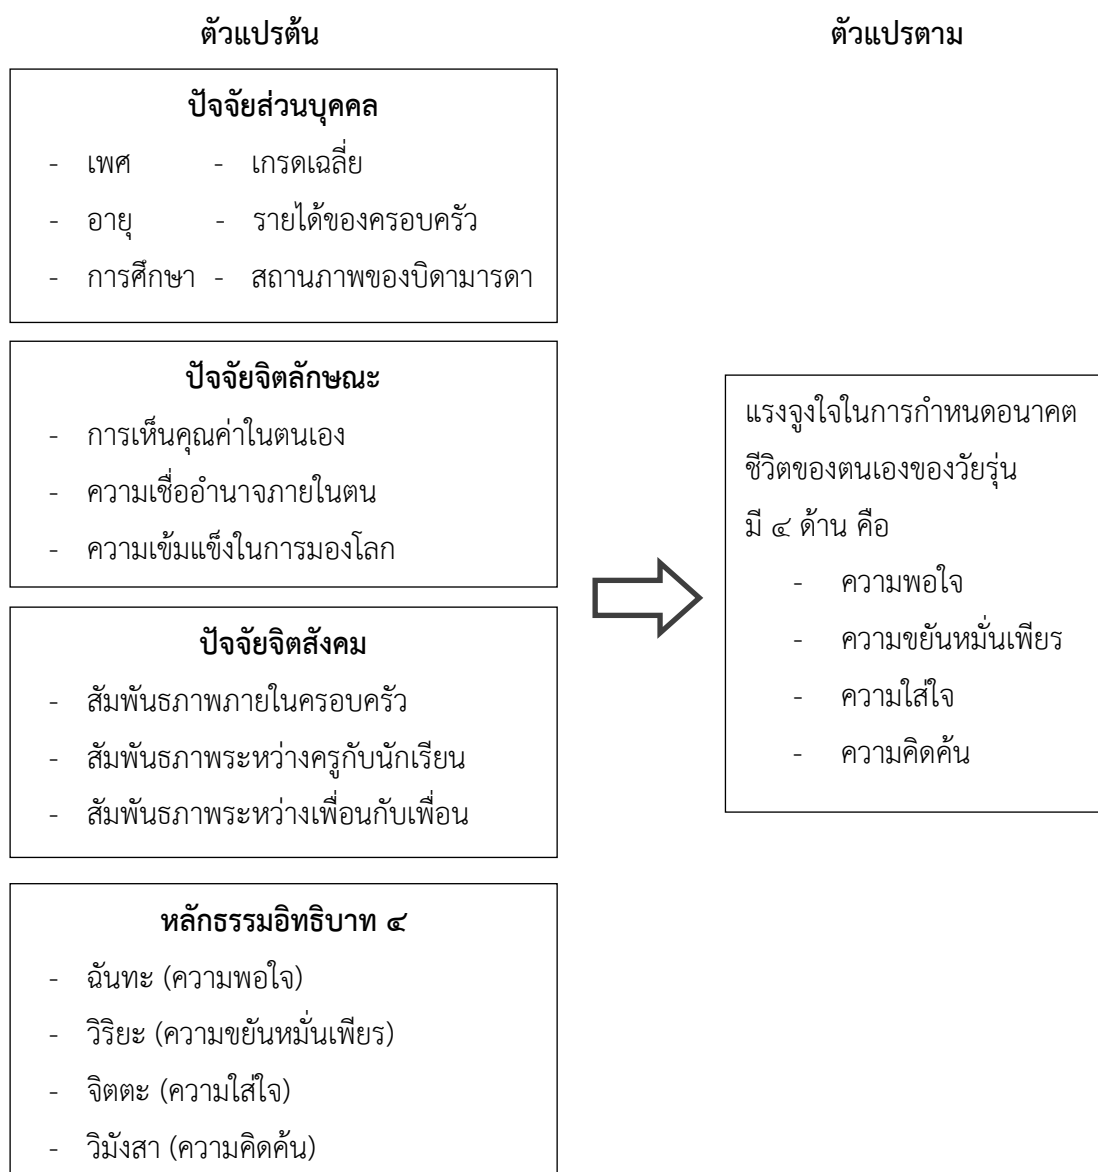 ตัวแปรต้น
ตัวแปรตาม
ปัจจัยส่วนบุคคล
- เพศ - เกรดเฉลี่ย
- อายุ - รายได้ของครอบครัว
- การศึกษา - สถานภาพของบิดามารดา
ปัจจัยจิตลักษณะ
- การเห็นคุณค่าในตนเอง
- ความเชื่ออำนาจภายในตน
- ความเข้มแข็งในการมองโลก
ปัจจัยจิตสังคม
- สัมพันธภาพภายในครอบครัว
- สัมพันธภาพระหว่างครูกับนักเรียน
- สัมพันธภาพระหว่างเพื่อนกับเพื่อน
หลักธรรมอิทธิบาท ๔
- ฉันทะ (ความพอใจ)
- วิริยะ (ความขยันหมั่นเพียร)
- จิตตะ (ความใส่ใจ)
- วิมังสา (ความคิดค้น)
แรงจูงใจในการกำหนดอนาคต
ชีวิตของตนเองของวัยรุ่น
มี ๔ ด้าน คือ
- ความพอใจ
- ความขยันหมั่นเพียร
- ความใส่ใจ
- ความคิดค้น